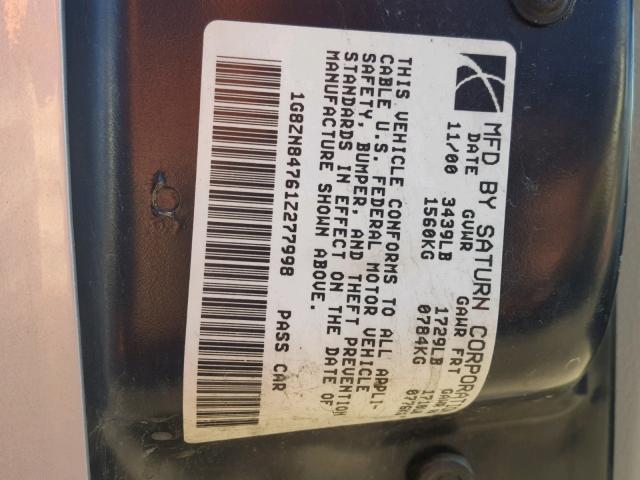 MFD BY SATURN CORPORATI
DATE GVWR GAWR FRT GAWR
11/00 3439LB 1729LB
1560KG 0784KG
THIS VEHICLE CONFORMS TO ALL APPLI-
CABLE U.S. FEDERAL MOTOR VEHICLE
SAFETY, BUMPER, AND THEFT PREVENTION
STANDARDS IN EFFECT ON THE DATE OF
MANUFACTURE SHOWN ABOVE.
1G8ZN84761Z277998 PASS CAR